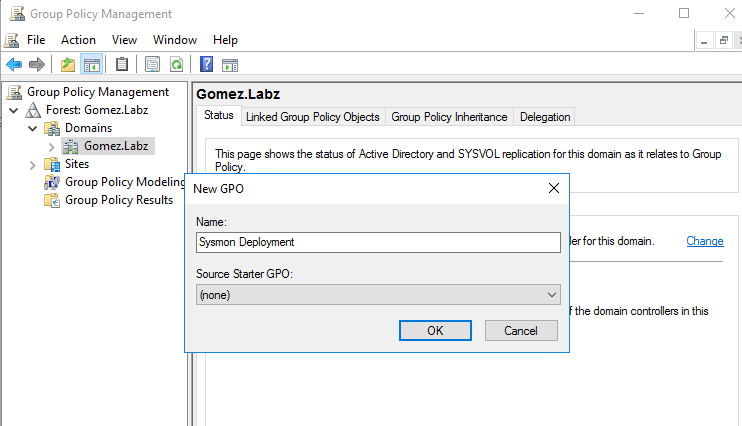 Group Policy Management
File Action View Window Help
Group Policy Management
Forest: Gomez.Labz
Domains
Gomez.Labz
Sites
Group Policy Modeling
Group Policy Results
Gomez.Labz
Status Linked Group Policy Objects Group Policy Inheritance Delegation
This page shows the status of Active Directory and SYSVOL replication for this domain as it relates to Group
Policy.
for this domain. Change
f the domain controllers in this
New GPO
Name:
Sysmon Deployment
Source Starter GPO:
(none)
OK Cancel